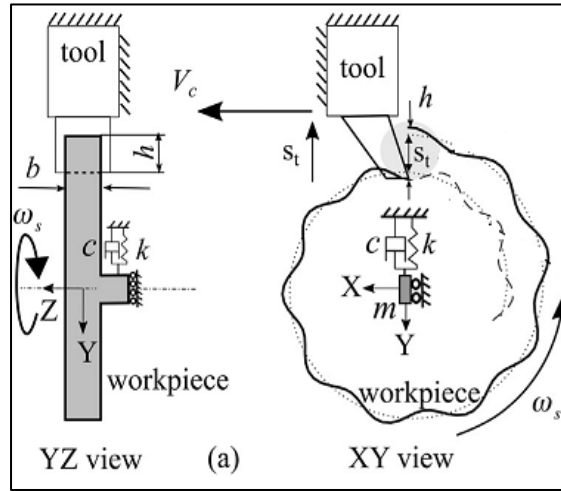 tool
tool
V_c
h
s_t
s_t
h
b
ω_s
c
k
c
k
Z
X
m
Y
Y
workpiece
workpiece
ω_s
YZ view
(a)
XY view